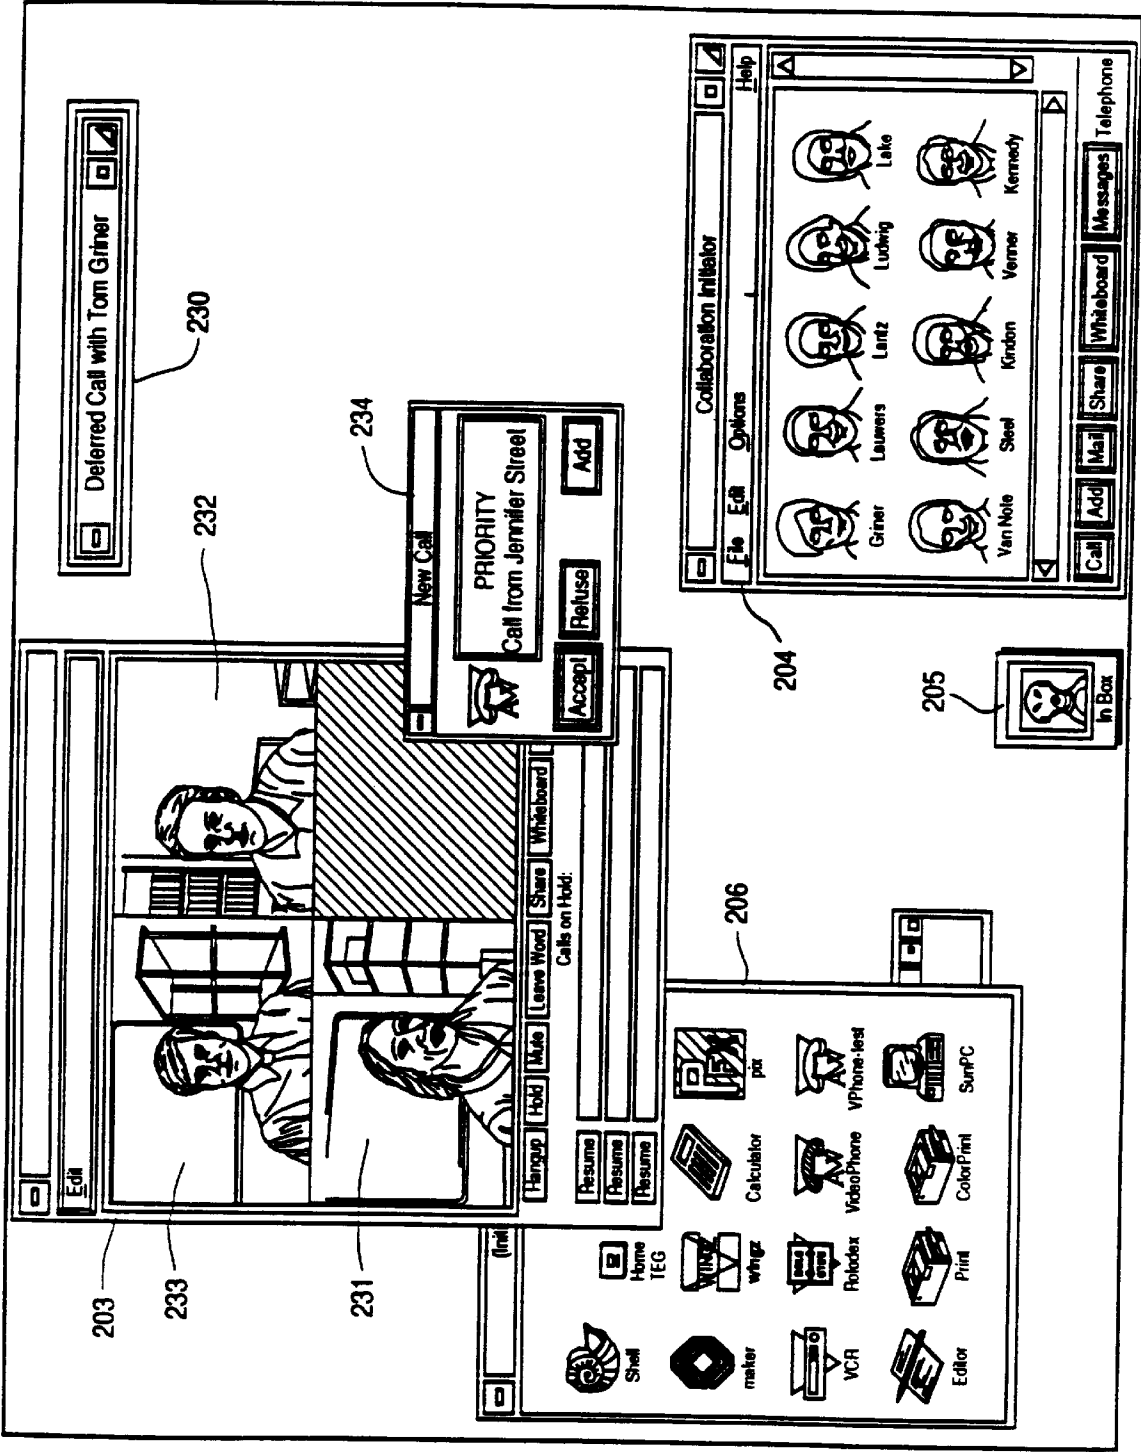 203
Edit
233
231
232
Hangup Hold Mute Leave Word Share Whiteboard
Calls on Hold:
Resume
Resume
Resume
Deferred Call with Tom Griner
230
234
New Call
PRIORITY
Call from Jennifer Street
Accept Refuse Add
204
Collaboration Initiator
File Edit Options Help
Griner Lauwers Lantz Ludwig Lake
Van Note Steel Kindon Venner Kennedy
Call Add Mail Share Whiteboard Messages Telephone
205
In Box
206
Shell Home
TEG
maker wingz Calculator pix
VCR Rolodex VideoPhone VPhone-test
Editor Print ColorPrint SunPC